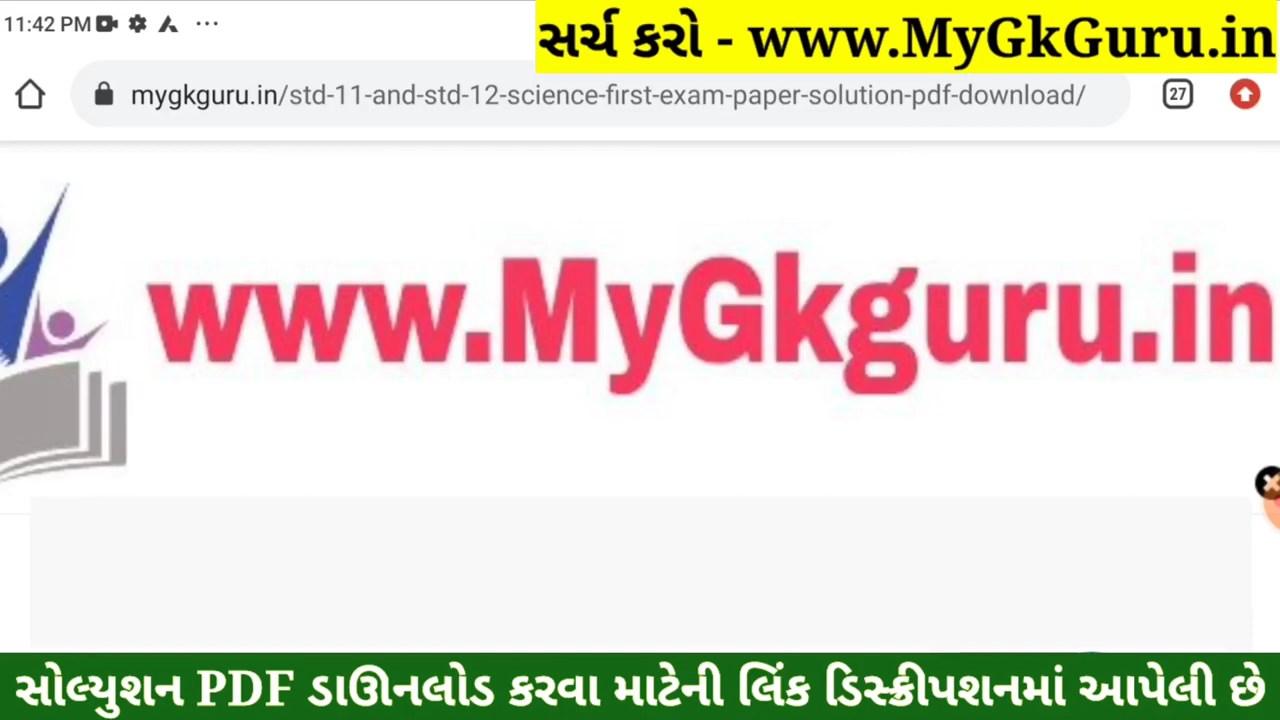 11:42 PM ...
સર્ચ કરો - www.MyGkGuru.in
mygkguru.in/std-11-and-std-12-science-first-exam-paper-solution-pdf-download/
27
www.MyGkguru.in
સોલ્યુશન PDF ડાઊનલોડ કરવા માટેની લિંક ડિસ્ક્રીપશનમાં આપેલી છે